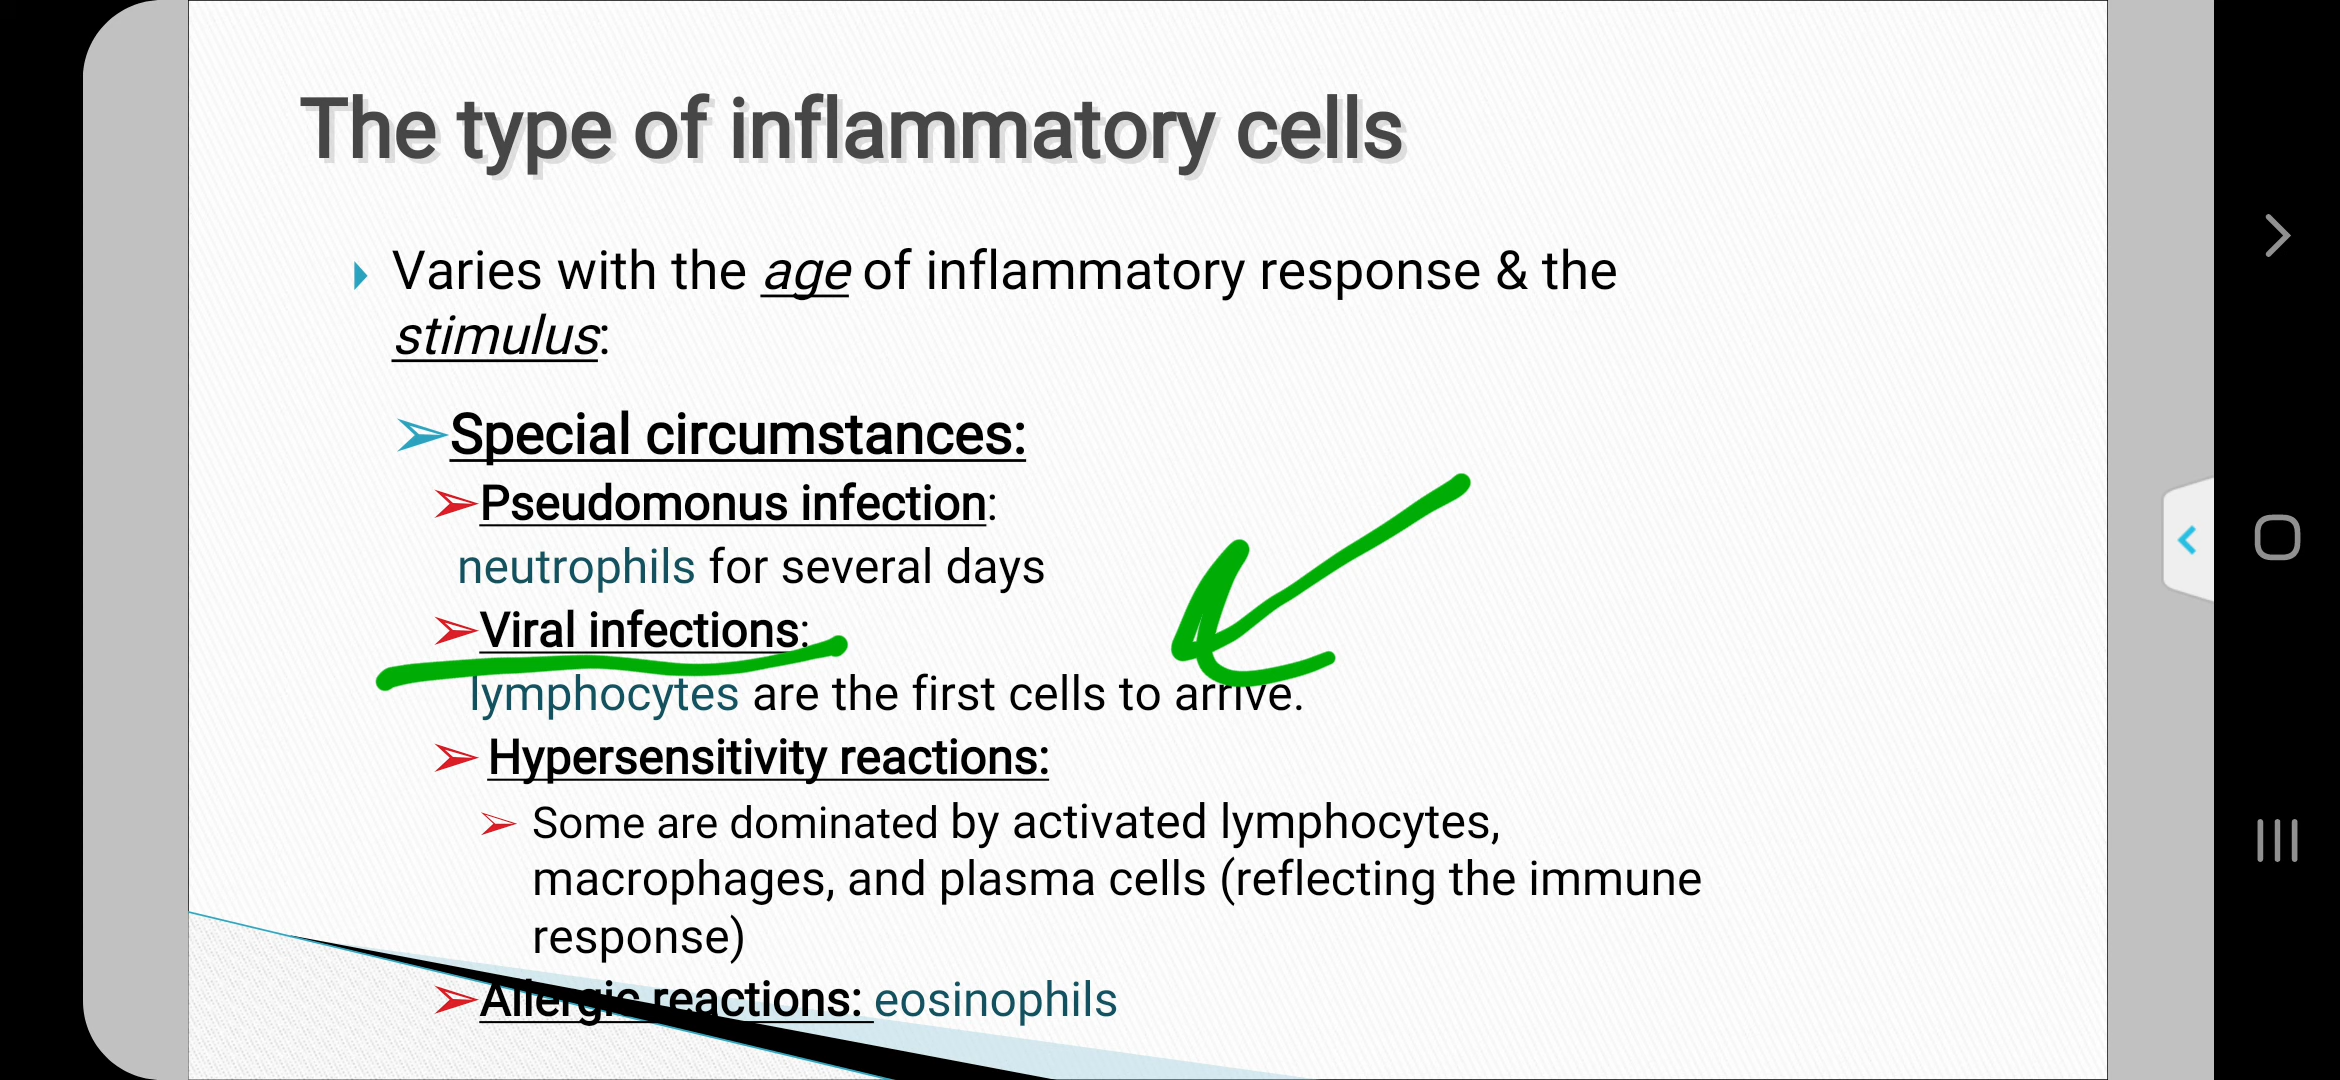 The type of inflammatory cells
Varies with the age of inflammatory response & the
stimulus:
Special circumstances:
Pseudomonus infection:
neutrophils for several days
Viral infections:
lymphocytes are the first cells to arrive.
Hypersensitivity reactions:
Some are dominated by activated lymphocytes,
macrophages, and plasma cells (reflecting the immune
response)
Allergic reactions: eosinophils